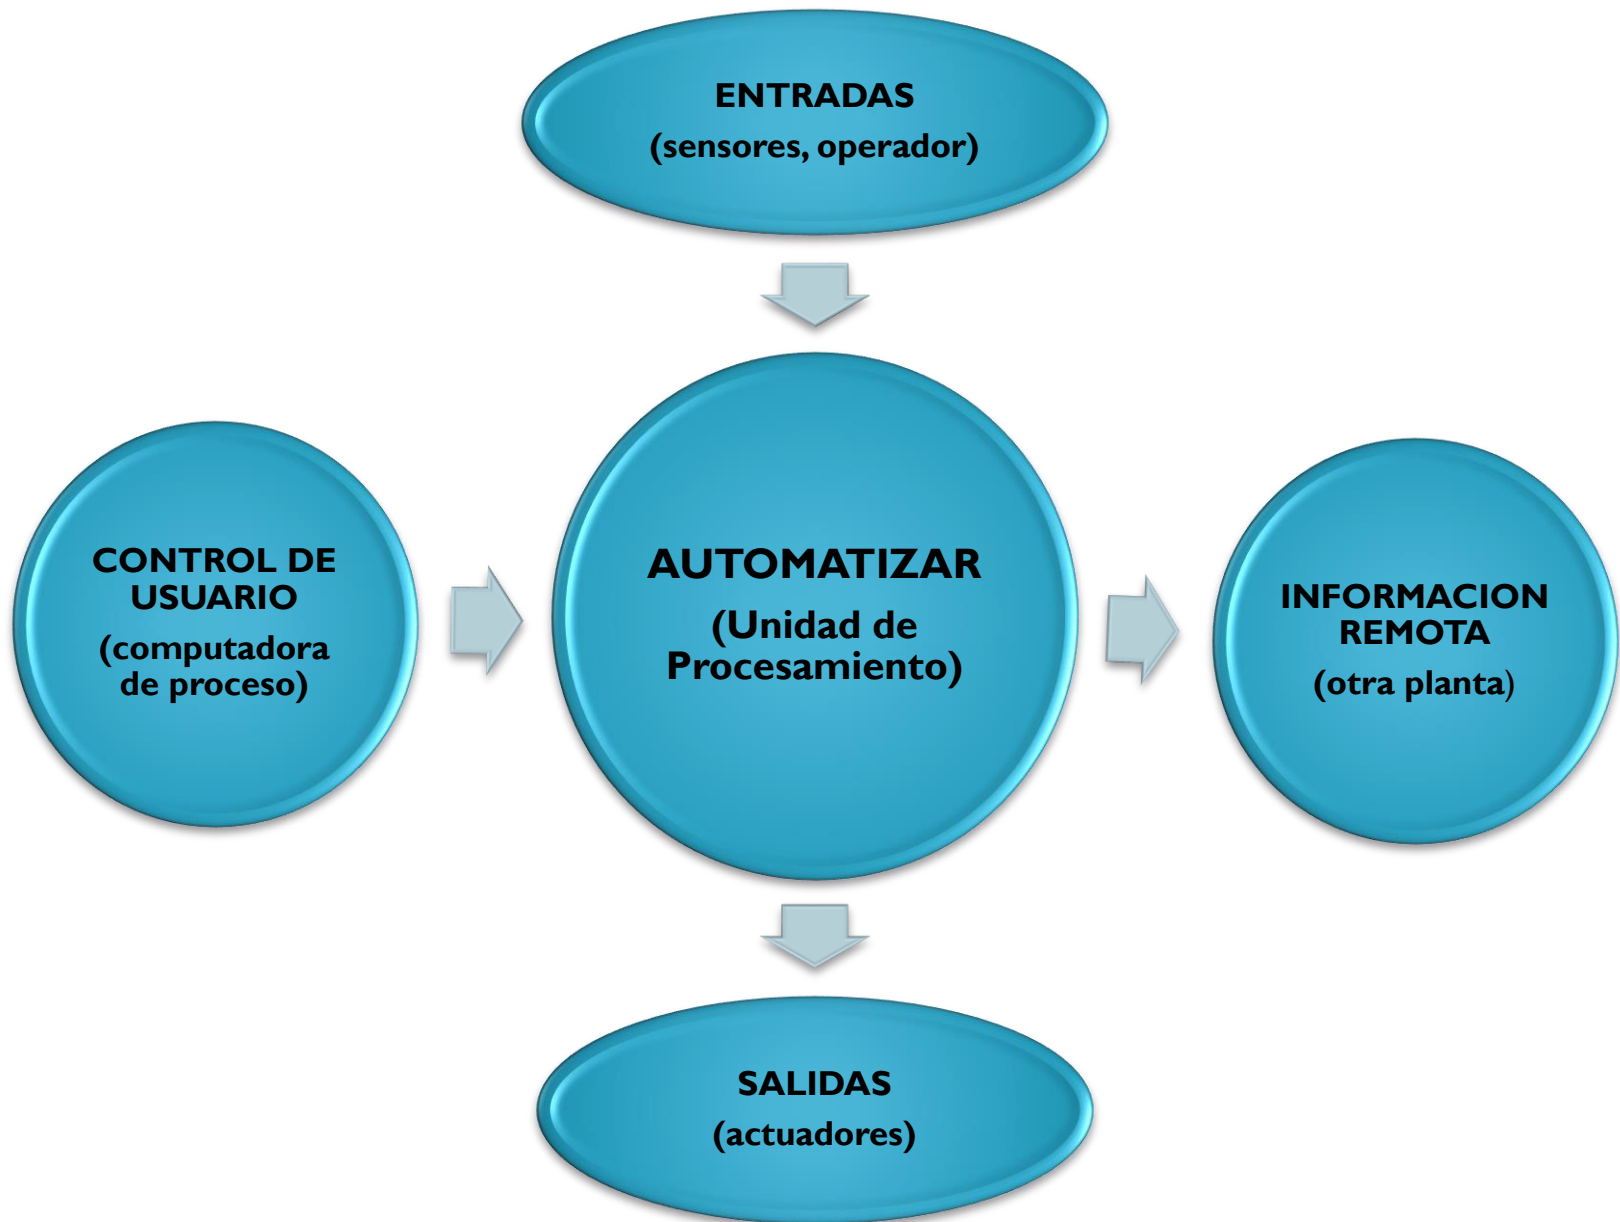 ENTRADAS
(sensores, operador)
CONTROL DE
USUARIO
(computadora
de proceso)
AUTOMATIZAR
(Unidad de
Procesamiento)
INFORMACION
REMOTA
(otra planta)
SALIDAS
(actuadores)